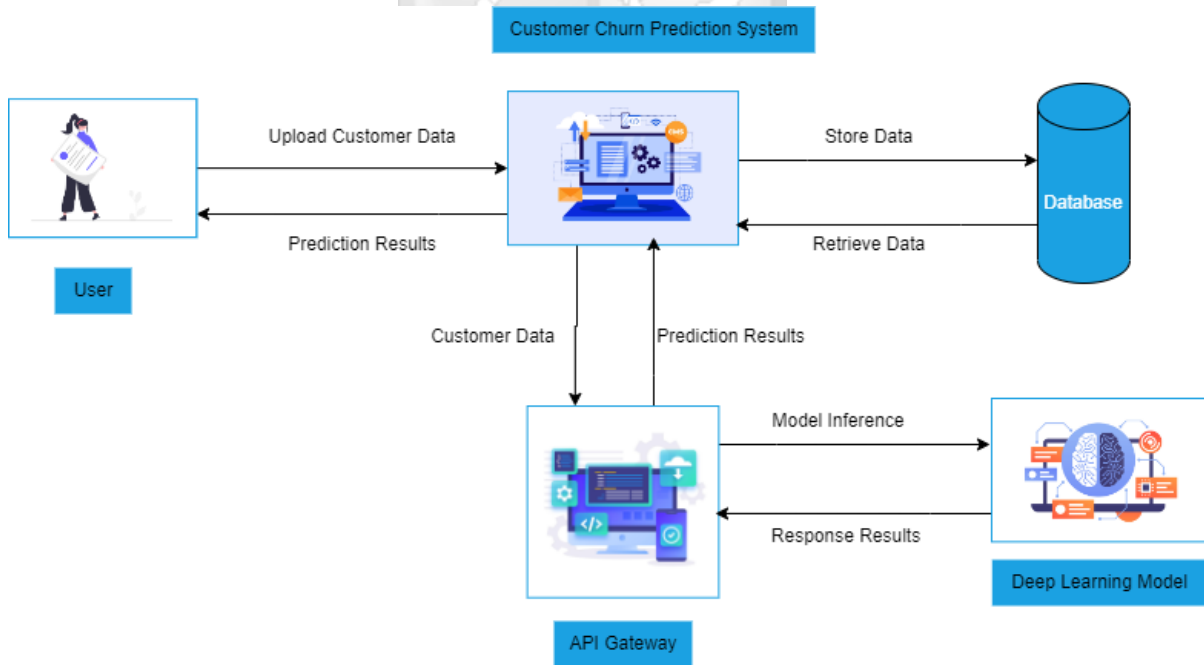 Customer Churn Prediction System
Upload Customer Data
Store Data
CMS
</>
Database
Prediction Results
Retrieve Data
User
Customer Data
Prediction Results
Model Inference
</>
Response Results
Deep Learning Model
API Gateway